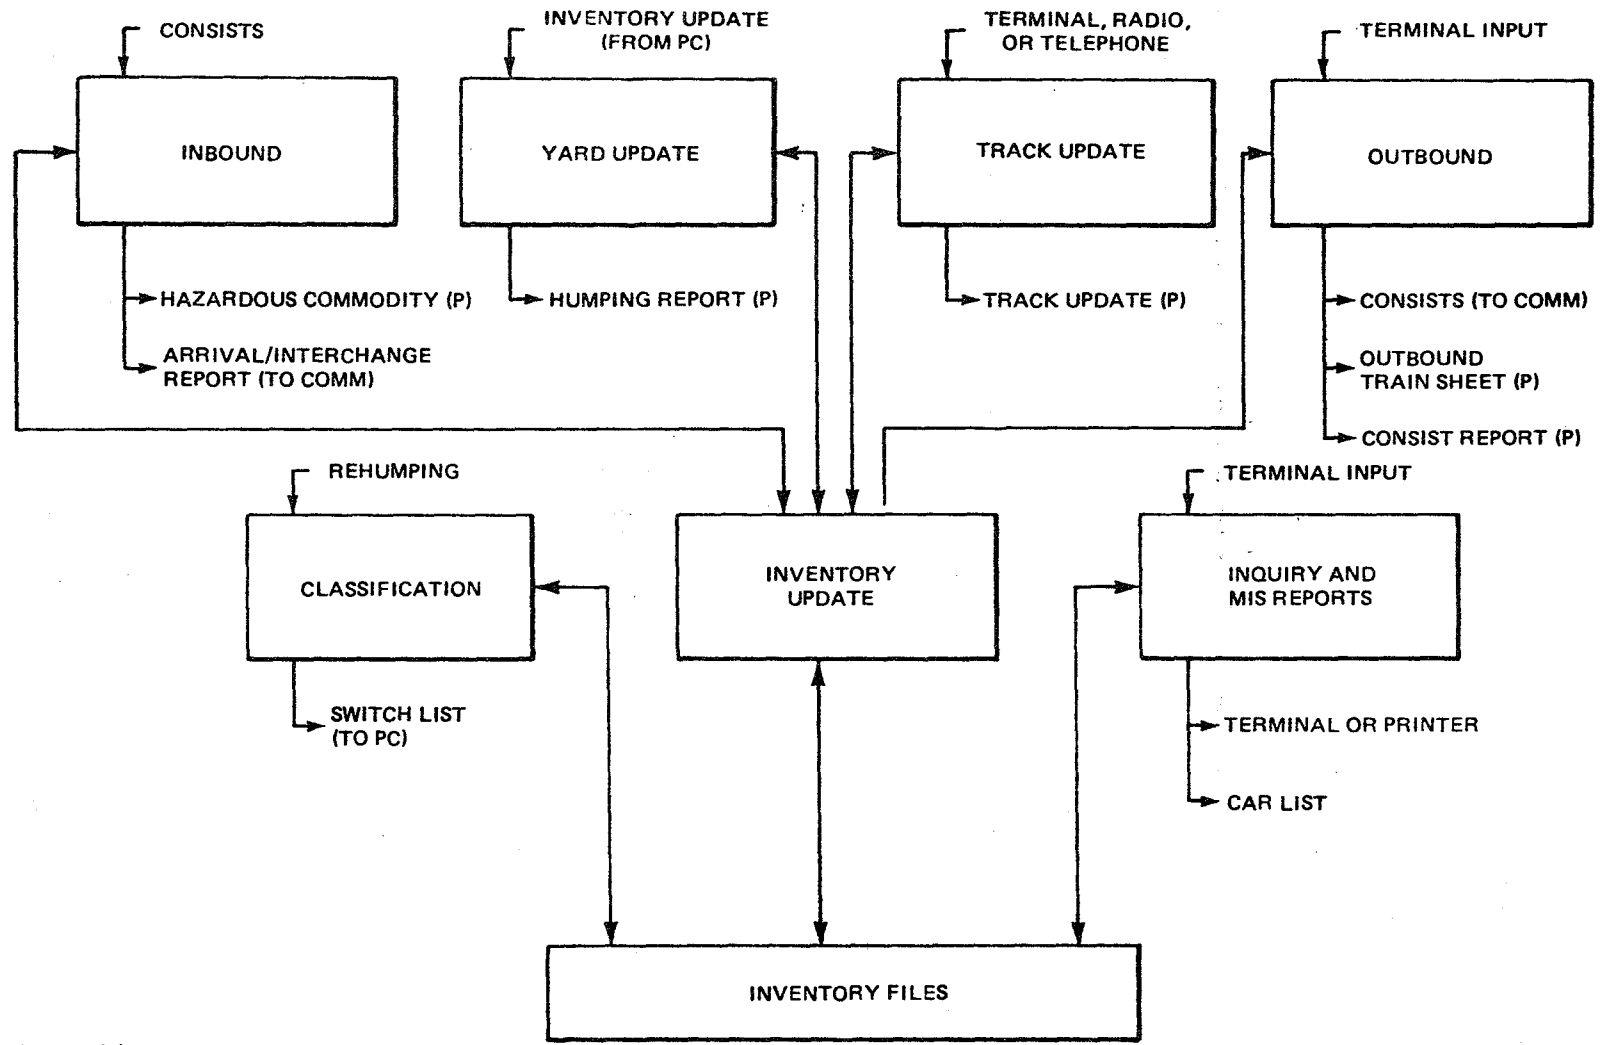 CONSISTS
INVENTORY UPDATE
(FROM PC)
TERMINAL, RADIO,
OR TELEPHONE
TERMINAL INPUT
INBOUND
YARD UPDATE
TRACK UPDATE
OUTBOUND
HAZARDOUS COMMODITY (P)
ARRIVAL/INTERCHANGE
REPORT (TO COMM)
HUMPING REPORT (P)
TRACK UPDATE (P)
CONSISTS (TO COMM)
OUTBOUND
TRAIN SHEET (P)
CONSIST REPORT (P)
REHUMPING
TERMINAL INPUT
CLASSIFICATION
INVENTORY
UPDATE
INQUIRY AND
MIS REPORTS
SWITCH LIST
(TO PC)
TERMINAL OR PRINTER
CAR LIST
INVENTORY FILES